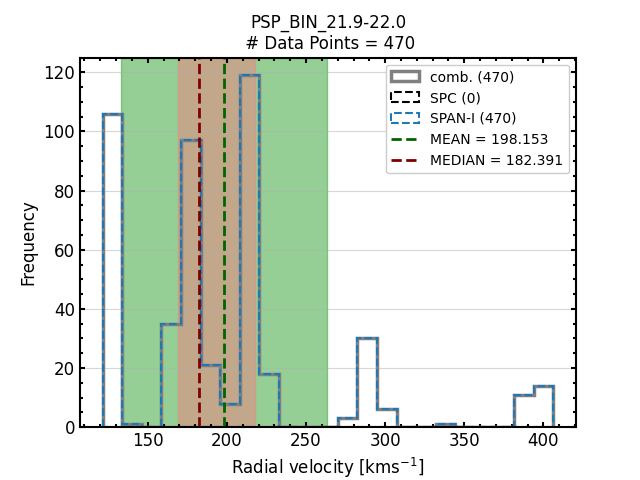 PSP_BIN_21.9-22.0
# Data Points = 470
comb. (470)
SPC (0)
SPAN-I (470)
MEAN = 198.153
MEDIAN = 182.391
Frequency
120
100
80
60
40
20
0
150 200 250 300 350 400
Radial velocity [kms⁻¹]